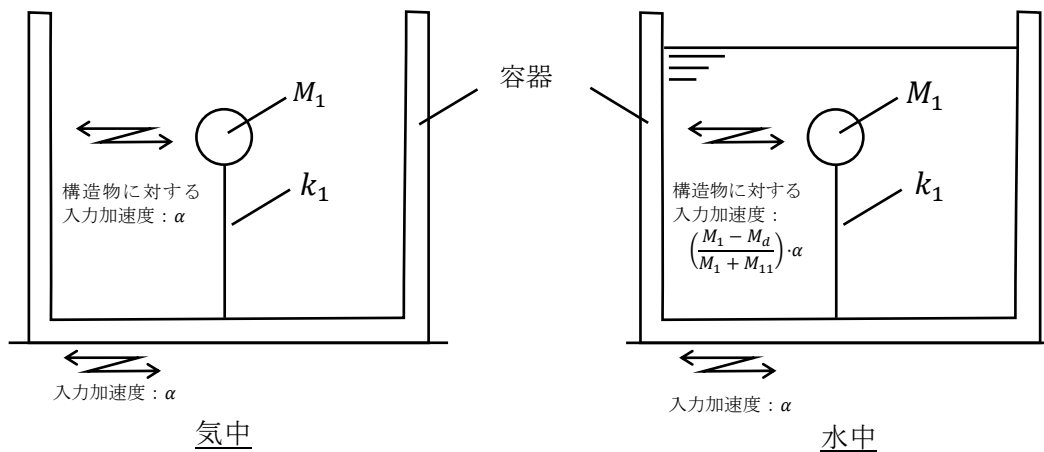 容器
M₁
k₁
構造物に対する
入力加速度：α
入力加速度：α
気中
M₁
k₁
構造物に対する
入力加速度：
((M₁ − M_d)/(M₁ + M₁₁))·α
入力加速度：α
水中